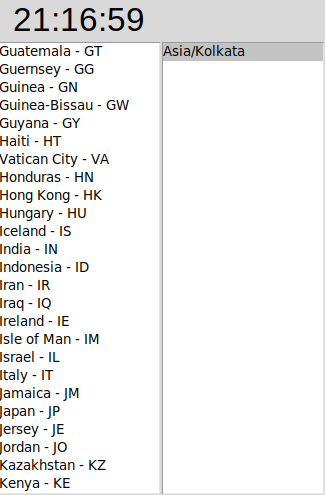 21:16:59
Guatemala - GT
Guernsey - GG
Guinea - GN
Guinea-Bissau - GW
Guyana - GY
Haiti - HT
Vatican City - VA
Honduras - HN
Hong Kong - HK
Hungary - HU
Iceland - IS
India - IN
Indonesia - ID
Iran - IR
Iraq - IQ
Ireland - IE
Isle of Man - IM
Israel - IL
Italy - IT
Jamaica - JM
Japan - JP
Jersey - JE
Jordan - JO
Kazakhstan - KZ
Kenya - KE
Asia/Kolkata